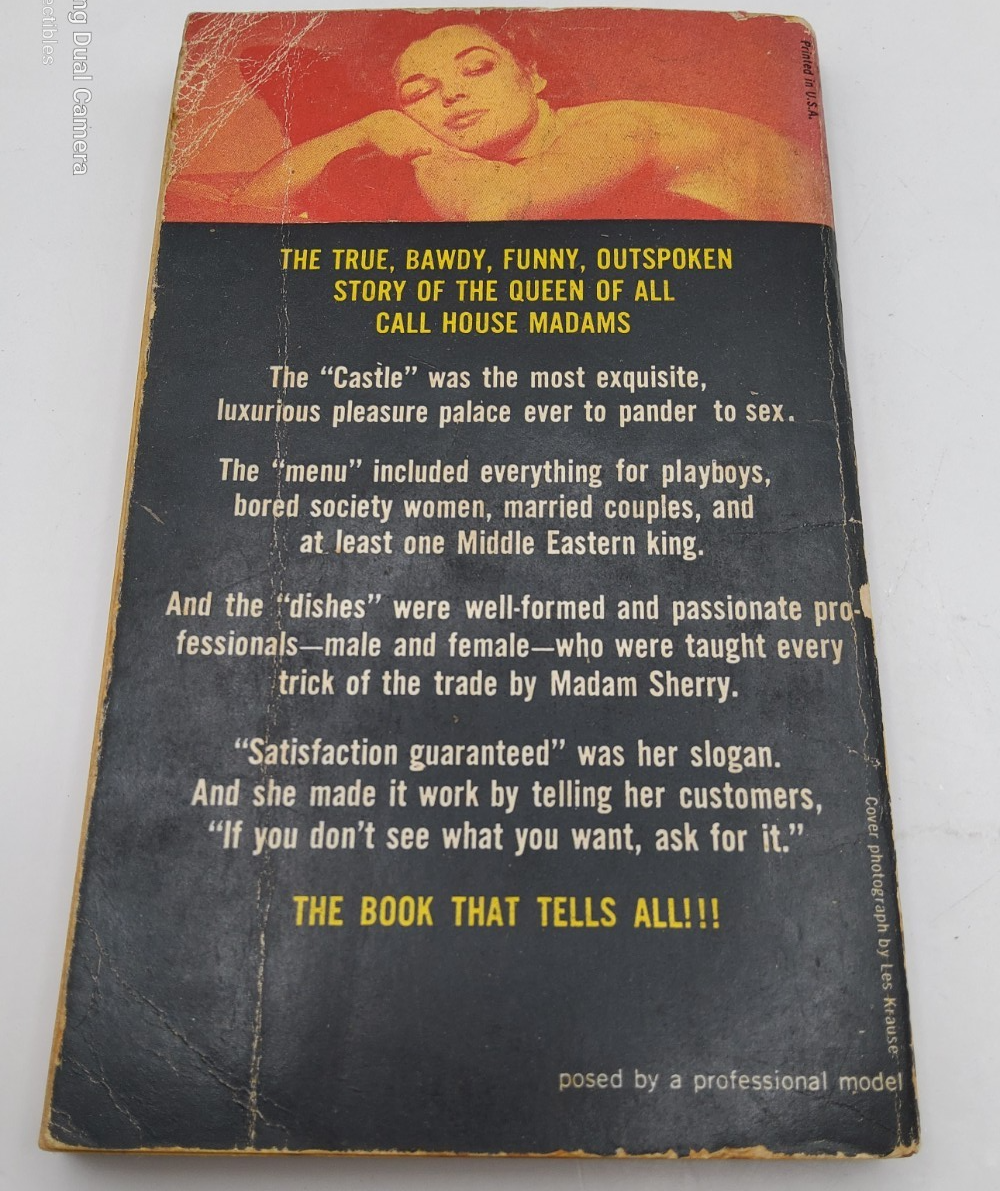 ng Dual Camera
ectibles
Printed in U.S.A.
THE TRUE, BAWDY, FUNNY, OUTSPOKEN
STORY OF THE QUEEN OF ALL
CALL HOUSE MADAMS
The “Castle” was the most exquisite,
luxurious pleasure palace ever to pander to sex.
The “menu” included everything for playboys,
bored society women, married couples, and
at least one Middle Eastern king.
And the “dishes” were well-formed and passionate pro-
fessionals—male and female—who were taught every
trick of the trade by Madam Sherry.
“Satisfaction guaranteed” was her slogan.
And she made it work by telling her customers,
“If you don’t see what you want, ask for it.”
THE BOOK THAT TELLS ALL!!!
Cover photograph by Les Krause
posed by a professional model